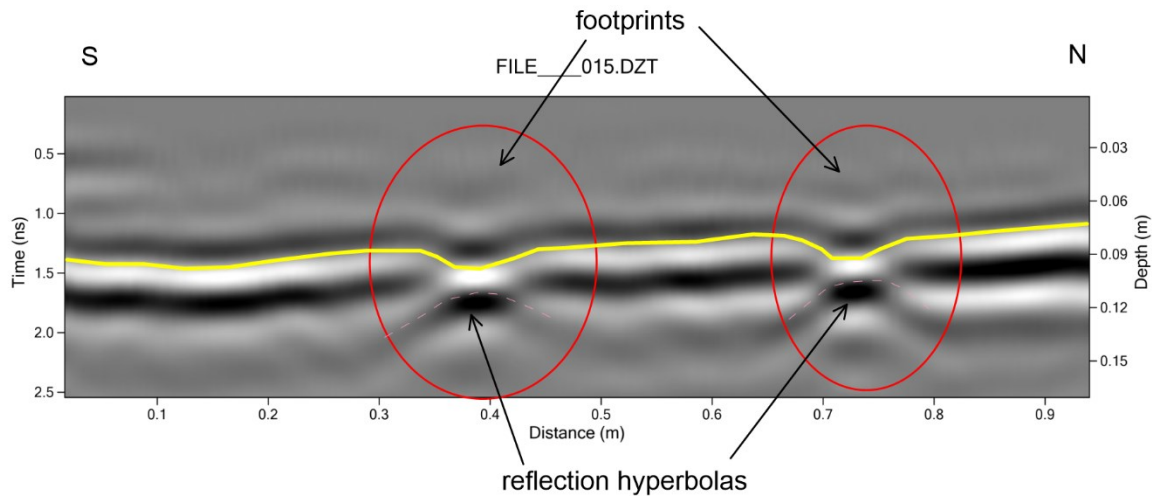 footprints
S
N
FILE____015.DZT
Time (ns)
0.5
1.0
1.5
2.0
2.5
0.03
0.06
0.09
0.12
0.15
Depth (m)
0.1 0.2 0.3 0.4 0.5 0.6 0.7 0.8 0.9
Distance (m)
reflection hyperbolas